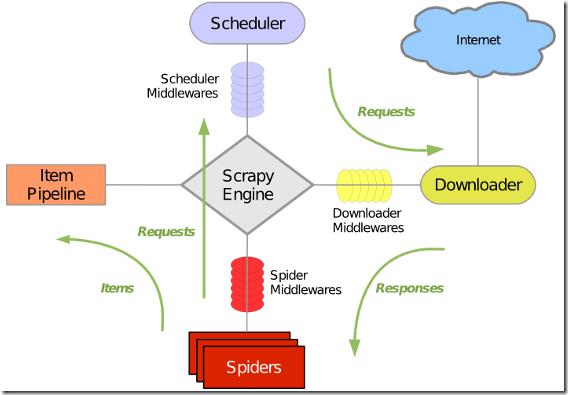 Scheduler
Internet
Scheduler
Middlewares
Requests
Item
Pipeline
Scrapy
Engine
Downloader
Downloader
Middlewares
Requests
Spider
Middlewares
Items
Responses
Spiders